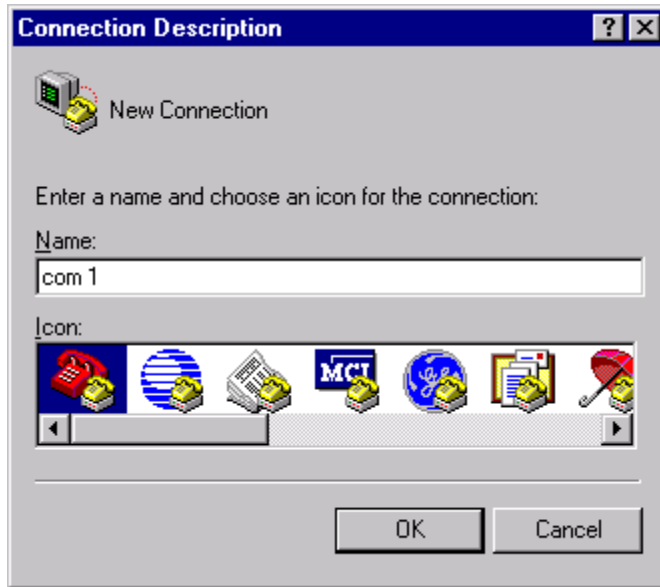 Connection Description
New Connection
Enter a name and choose an icon for the connection:
Name:
com 1
Icon:
MCI
OK Cancel